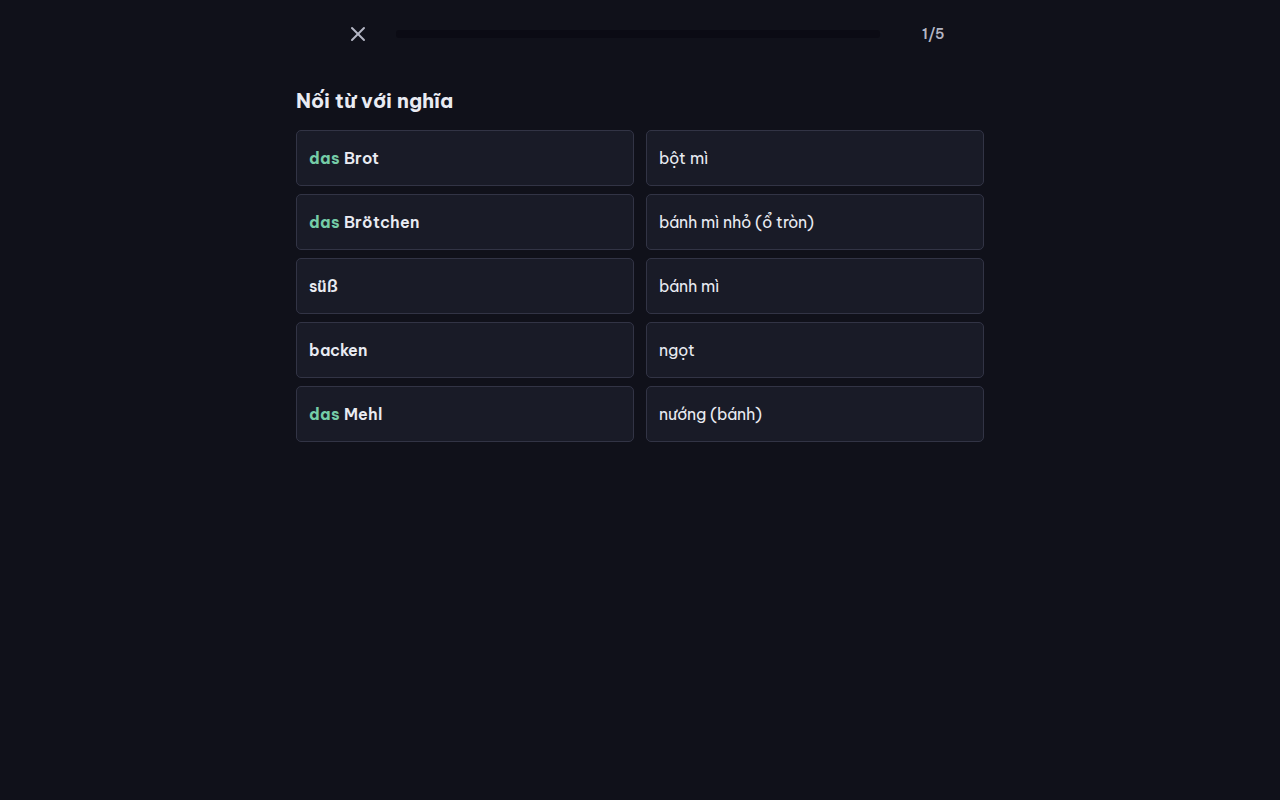 1/5
Nối từ với nghĩa
das Brot
bột mì
das Brötchen
bánh mì nhỏ (ổ tròn)
süß
bánh mì
backen
ngọt
das Mehl
nướng (bánh)